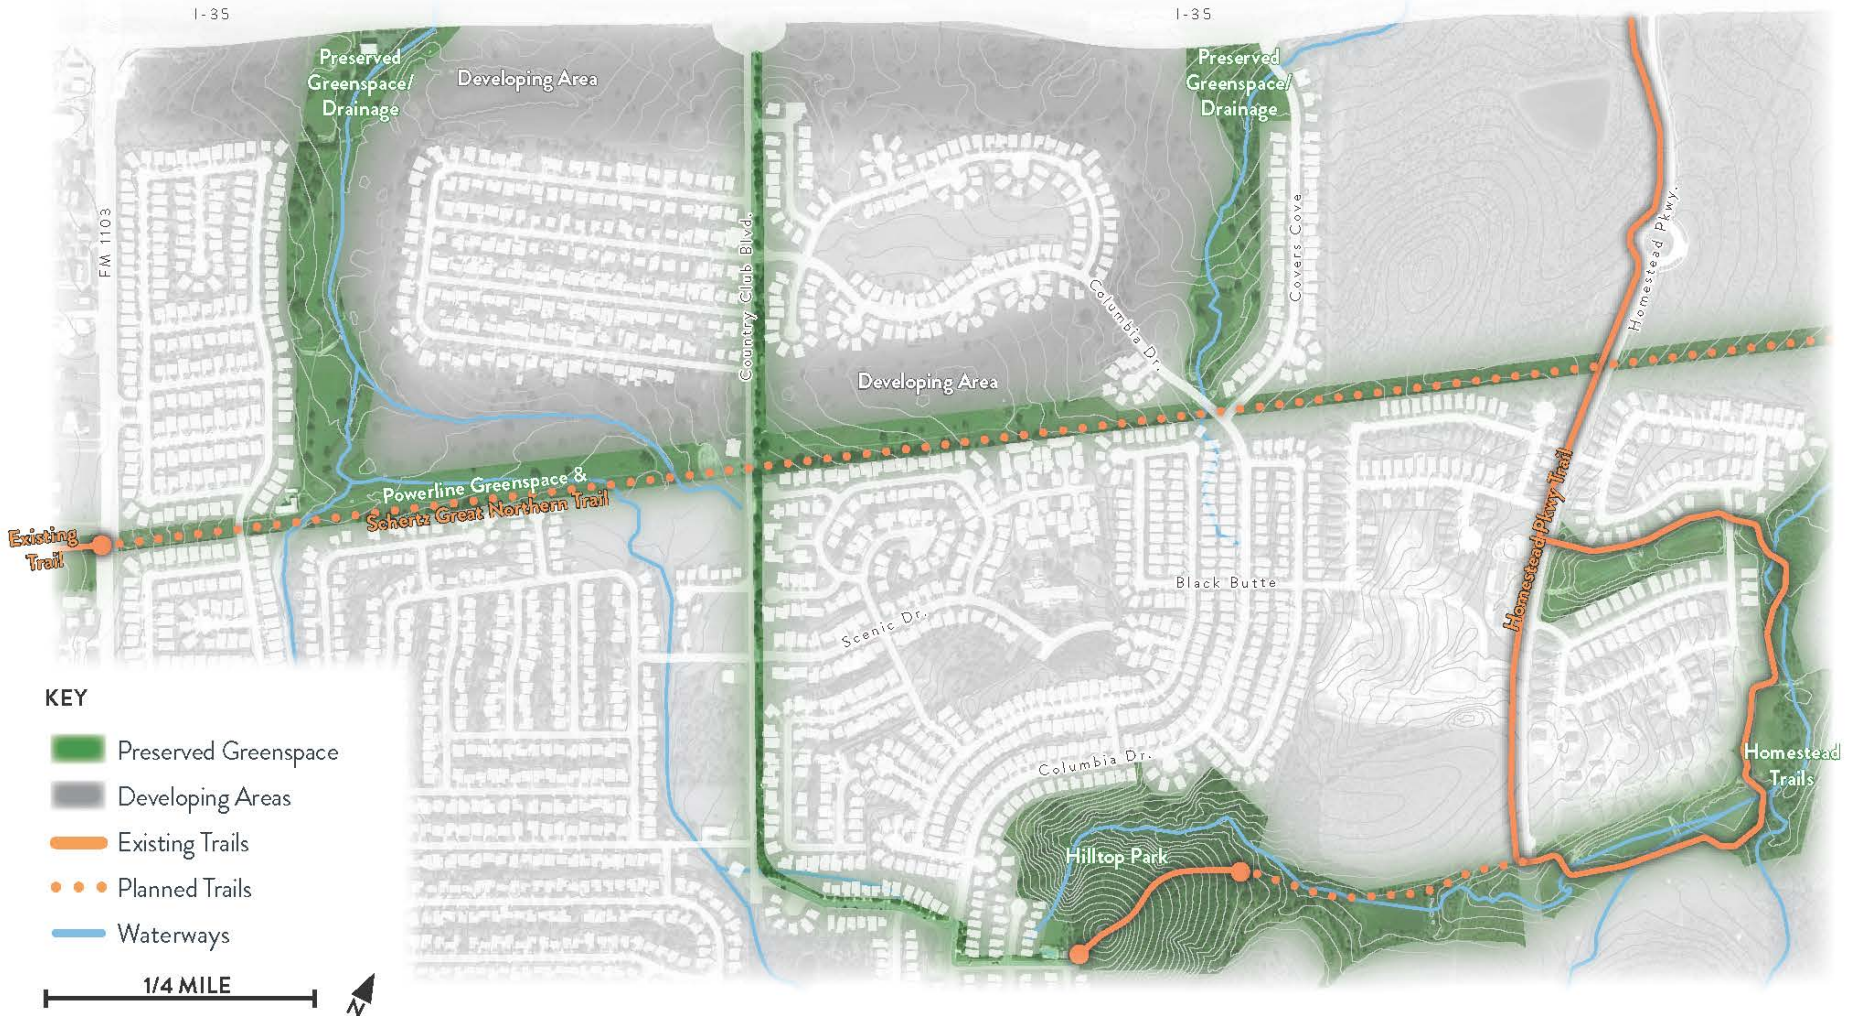 I-35
I-35
Preserved
Greenspace/
Drainage
Developing Area
Preserved
Greenspace/
Drainage
FM 1103
Country Club Blvd.
Covers Cove
Columbia Dr.
Homestead Pkwy.
Developing Area
Powerline Greenspace &
Schertz Great Northern Trail
Existing
Trail
Homestead Pkwy Trail
Black Butte
Scenic Dr.
Columbia Dr.
Homestead
Trails
Hilltop Park
KEY
Preserved Greenspace
Developing Areas
Existing Trails
Planned Trails
Waterways
1/4 MILE
N